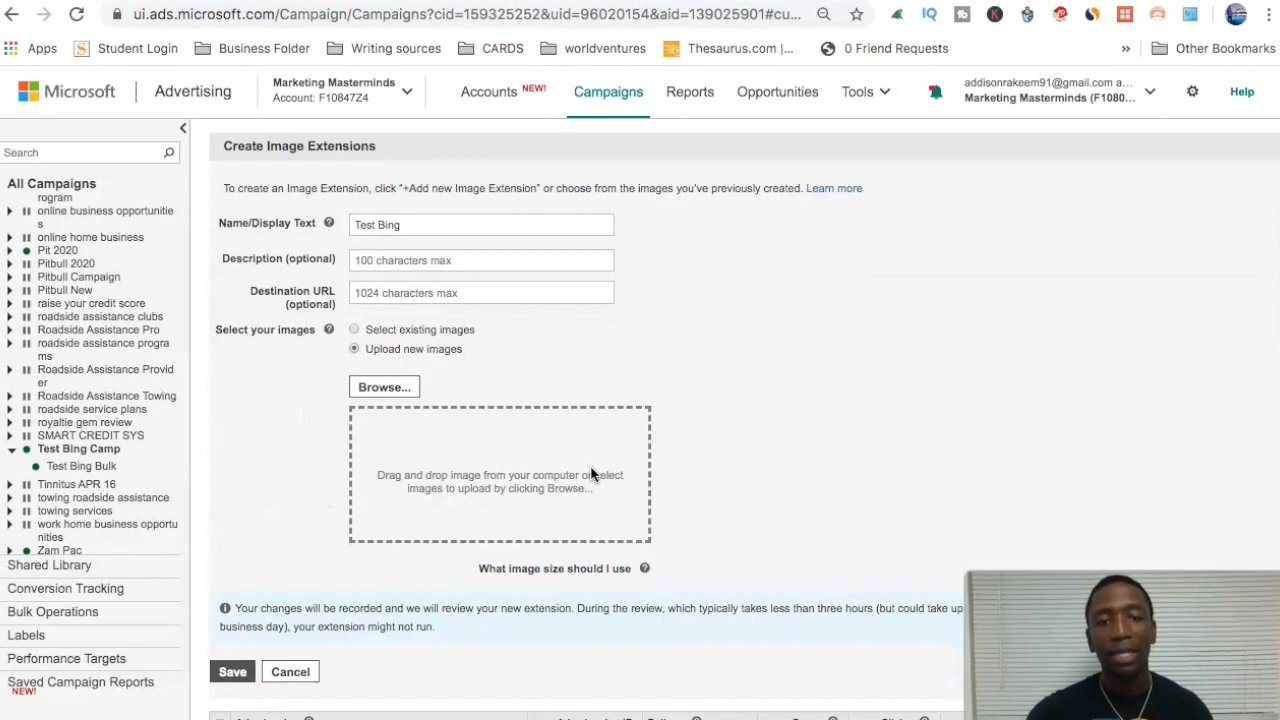 ui.ads.microsoft.com/Campaign/Campaigns?cid=159325252&uid=96020154&aid=139025901#cu...
Apps Student Login Business Folder Writing sources CARDS worldventures Thesaurus.com |... 0 Friend Requests » Other Bookmarks
Microsoft Advertising Marketing Masterminds Account: F10847Z4 Accounts NEW! Campaigns Reports Opportunities Tools addisonrakeem91@gmail.com a... Marketing Masterminds (F1080... Help
Search
All Campaigns
rogram
online business opportunitie
s
online home business
Pit 2020
Pitbull 2020
Pitbull Campaign
Pitbull New
raise your credit score
roadside assistance clubs
Roadside Assistance Pro
roadside assistance progra
ms
Roadside Assistance Provid
er
Roadside Assistance Towing
roadside service plans
royaltie gem review
SMART CREDIT SYS
Test Bing Camp
Test Bing Bulk
Tinnitus APR 16
towing roadside assistance
towing services
work home business opportu
nities
Zam Pac
Shared Library
Conversion Tracking
Bulk Operations
Labels
Performance Targets
Saved Campaign Reports
NEW!
Create Image Extensions
To create an Image Extension, click "+Add new Image Extension" or choose from the images you've previously created. Learn more
Name/Display Text Test Bing
Description (optional) 100 characters max
Destination URL 1024 characters max
(optional)
Select your images Select existing images
Upload new images
Browse...
Drag and drop image from your computer or select
images to upload by clicking Browse...
What image size should I use
Your changes will be recorded and we will review your new extension. During the review, which typically takes less than three hours (but could take up
business day), your extension might not run.
Save Cancel